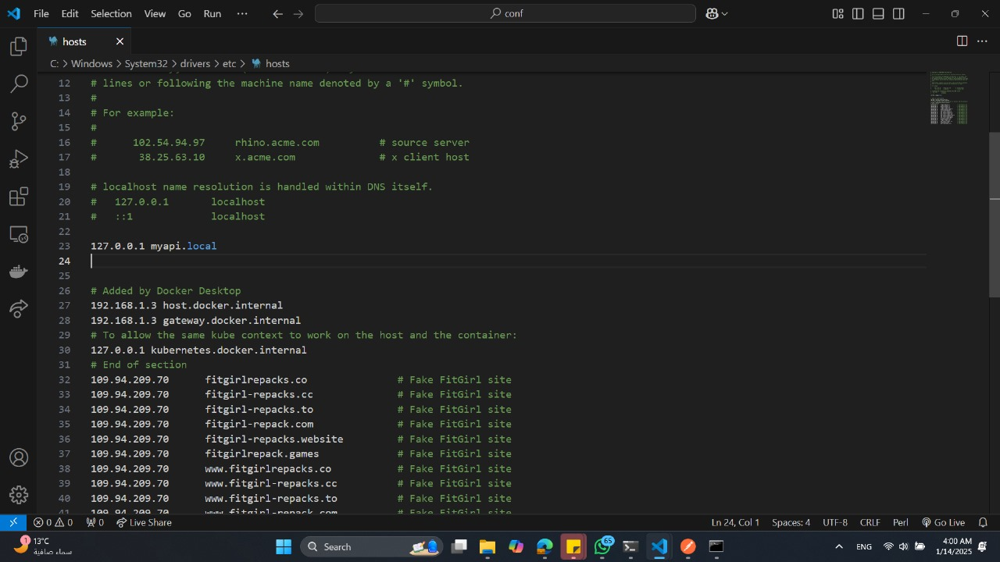 File Edit Selection View Go Run ··· conf
hosts
C: > Windows > System32 > drivers > etc > hosts
12 # lines or following the machine name denoted by a '#' symbol.
13 #
14 # For example:
15 #
16 # 102.54.94.97 rhino.acme.com # source server
17 # 38.25.63.10 x.acme.com # x client host
18
19 # localhost name resolution is handled within DNS itself.
20 # 127.0.0.1 localhost
21 # ::1 localhost
22
23 127.0.0.1 myapi.local
24
25
26 # Added by Docker Desktop
27 192.168.1.3 host.docker.internal
28 192.168.1.3 gateway.docker.internal
29 # To allow the same kube context to work on the host and the container:
30 127.0.0.1 kubernetes.docker.internal
31 # End of section
32 109.94.209.70 fitgirlrepacks.co # Fake FitGirl site
33 109.94.209.70 fitgirl-repacks.cc # Fake FitGirl site
34 109.94.209.70 fitgirl-repacks.to # Fake FitGirl site
35 109.94.209.70 fitgirl-repack.com # Fake FitGirl site
36 109.94.209.70 fitgirl-repacks.website # Fake FitGirl site
37 109.94.209.70 fitgirlrepack.games # Fake FitGirl site
38 109.94.209.70 www.fitgirlrepacks.co # Fake FitGirl site
39 109.94.209.70 www.fitgirl-repacks.cc # Fake FitGirl site
40 109.94.209.70 www.fitgirl-repacks.to # Fake FitGirl site
41 109.94.209.70 www.fitgirl-repack.com # Fake FitGirl site
0 0 0 Live Share Ln 24, Col 1 Spaces: 4 UTF-8 CRLF Perl Go Live
1 13°C
سماء صافية
Search 65 ENG
4:00 AM
1/14/2025